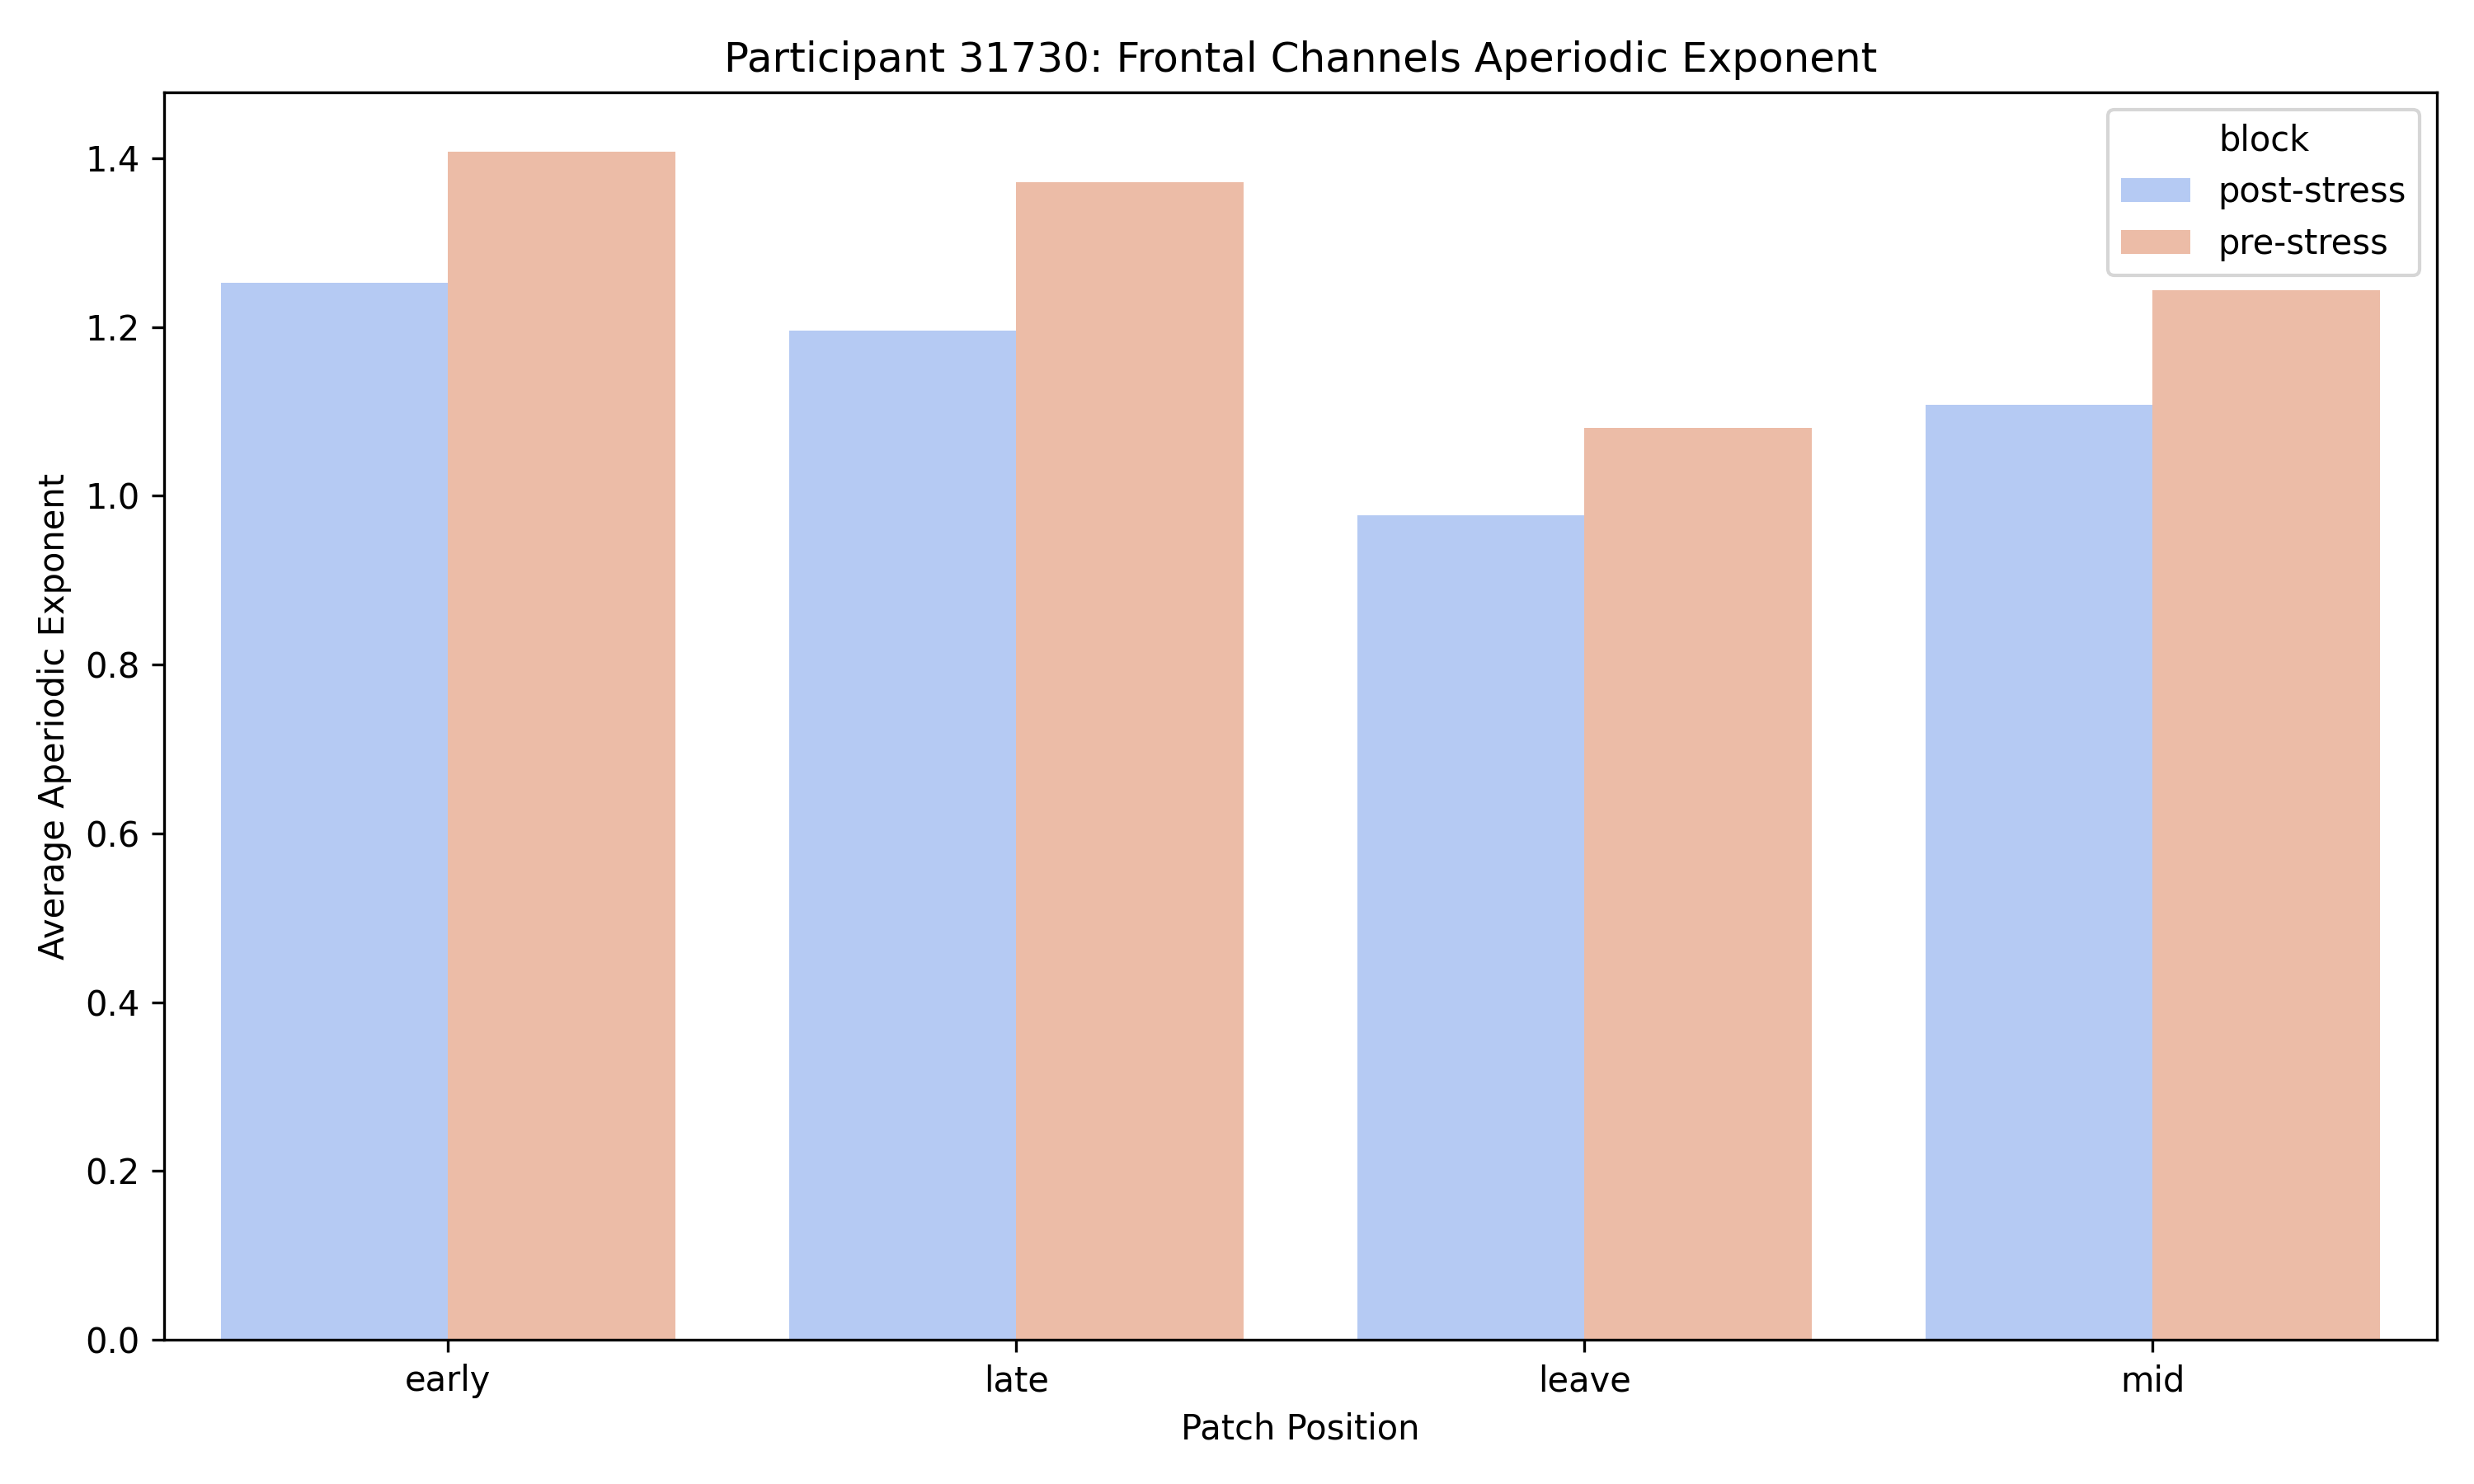 Participant 31730: Frontal Channels Aperiodic Exponent
block
post-stress
pre-stress
Average Aperiodic Exponent
1.4
1.2
1.0
0.8
0.6
0.4
0.2
0.0
early late leave mid
Patch Position